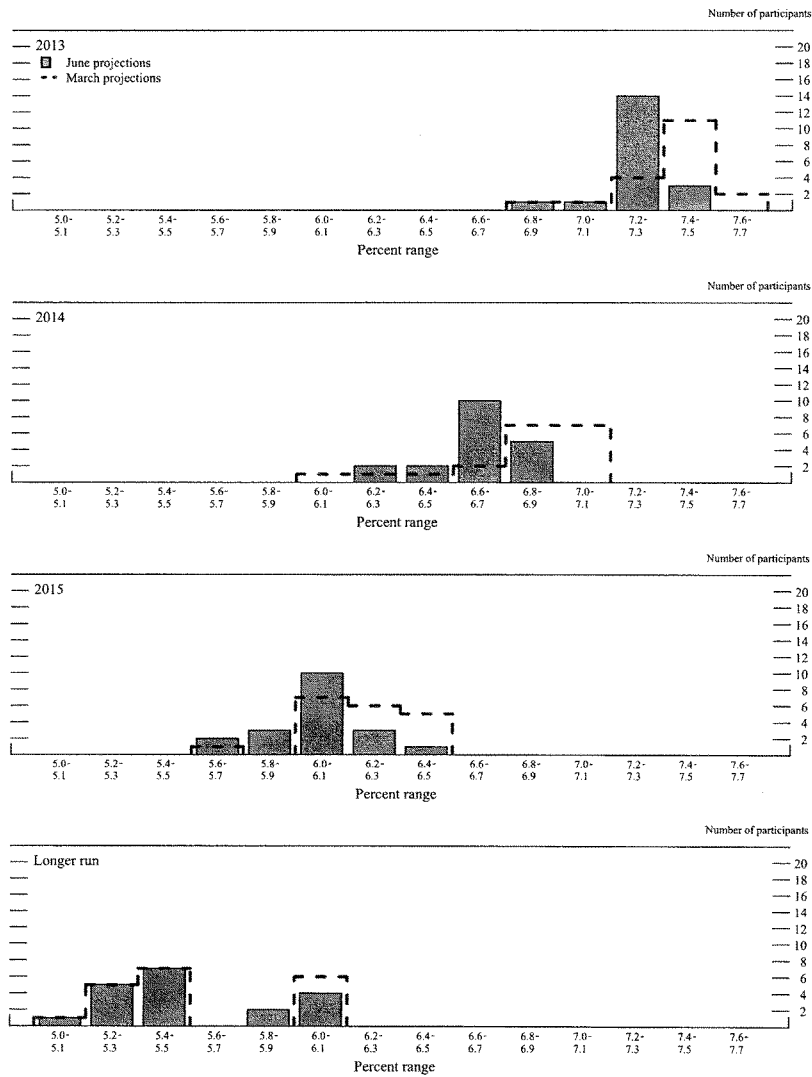 Number of participants
2013
June projections
March projections
20
18
16
14
12
10
8
6
4
2
5.0- 5.2- 5.4- 5.6- 5.8- 6.0- 6.2- 6.4- 6.6- 6.8- 7.0- 7.2- 7.4- 7.6-
5.1 5.3 5.5 5.7 5.9 6.1 6.3 6.5 6.7 6.9 7.1 7.3 7.5 7.7
Percent range
Number of participants
2014
20
18
16
14
12
10
8
6
4
2
5.0- 5.2- 5.4- 5.6- 5.8- 6.0- 6.2- 6.4- 6.6- 6.8- 7.0- 7.2- 7.4- 7.6-
5.1 5.3 5.5 5.7 5.9 6.1 6.3 6.5 6.7 6.9 7.1 7.3 7.5 7.7
Percent range
Number of participants
2015
20
18
16
14
12
10
8
6
4
2
5.0- 5.2- 5.4- 5.6- 5.8- 6.0- 6.2- 6.4- 6.6- 6.8- 7.0- 7.2- 7.4- 7.6-
5.1 5.3 5.5 5.7 5.9 6.1 6.3 6.5 6.7 6.9 7.1 7.3 7.5 7.7
Percent range
Number of participants
Longer run
20
18
16
14
12
10
8
6
4
2
5.0- 5.2- 5.4- 5.6- 5.8- 6.0- 6.2- 6.4- 6.6- 6.8- 7.0- 7.2- 7.4- 7.6-
5.1 5.3 5.5 5.7 5.9 6.1 6.3 6.5 6.7 6.9 7.1 7.3 7.5 7.7
Percent range